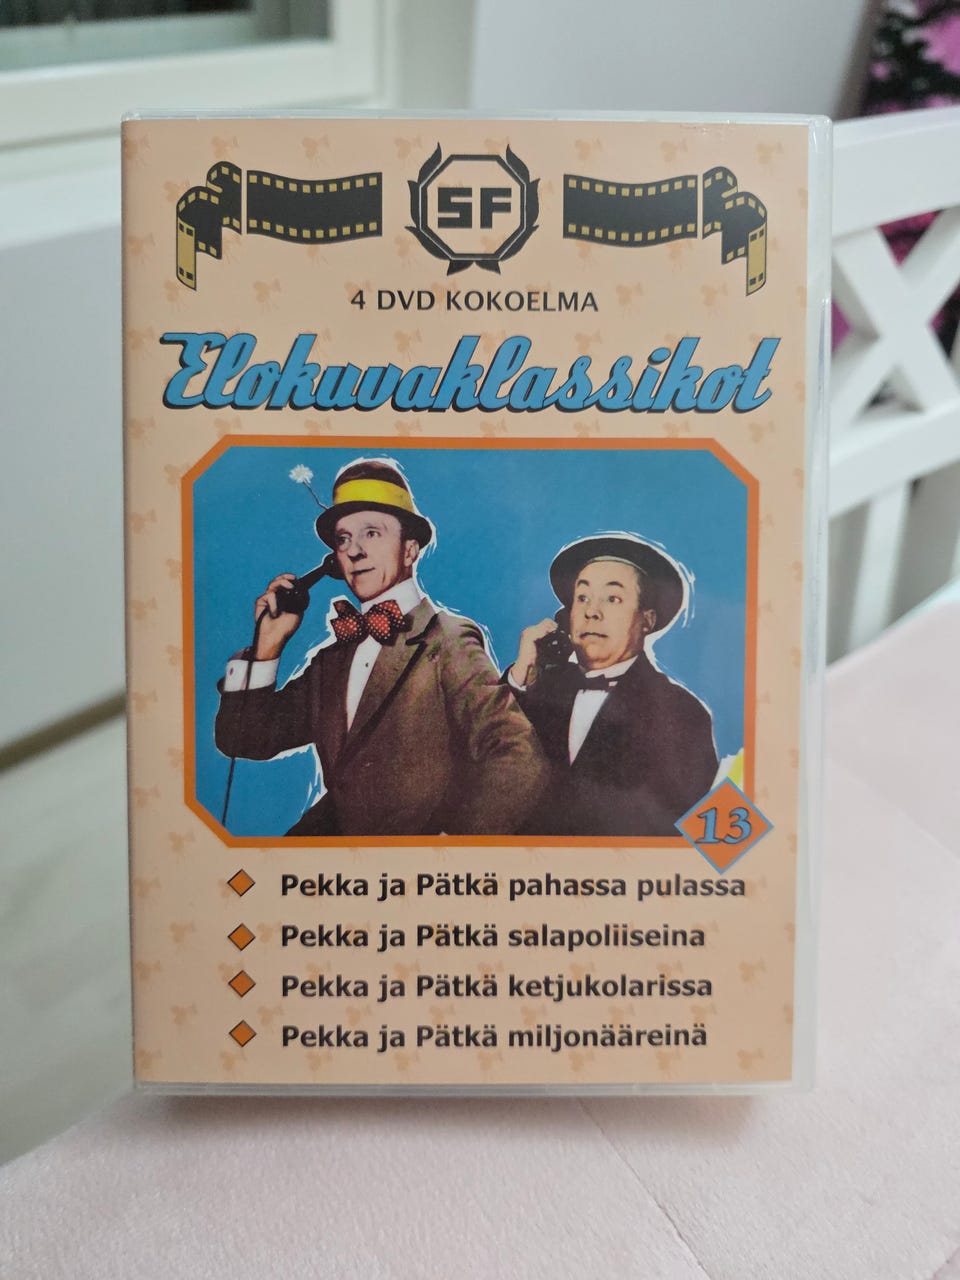 SF
4 DVD KOKOELMA
Elokuvaklassikot
13
Pekka ja Pätkä pahassa pulassa
Pekka ja Pätkä salapoliiseina
Pekka ja Pätkä ketjukolarissa
Pekka ja Pätkä miljonääreinä